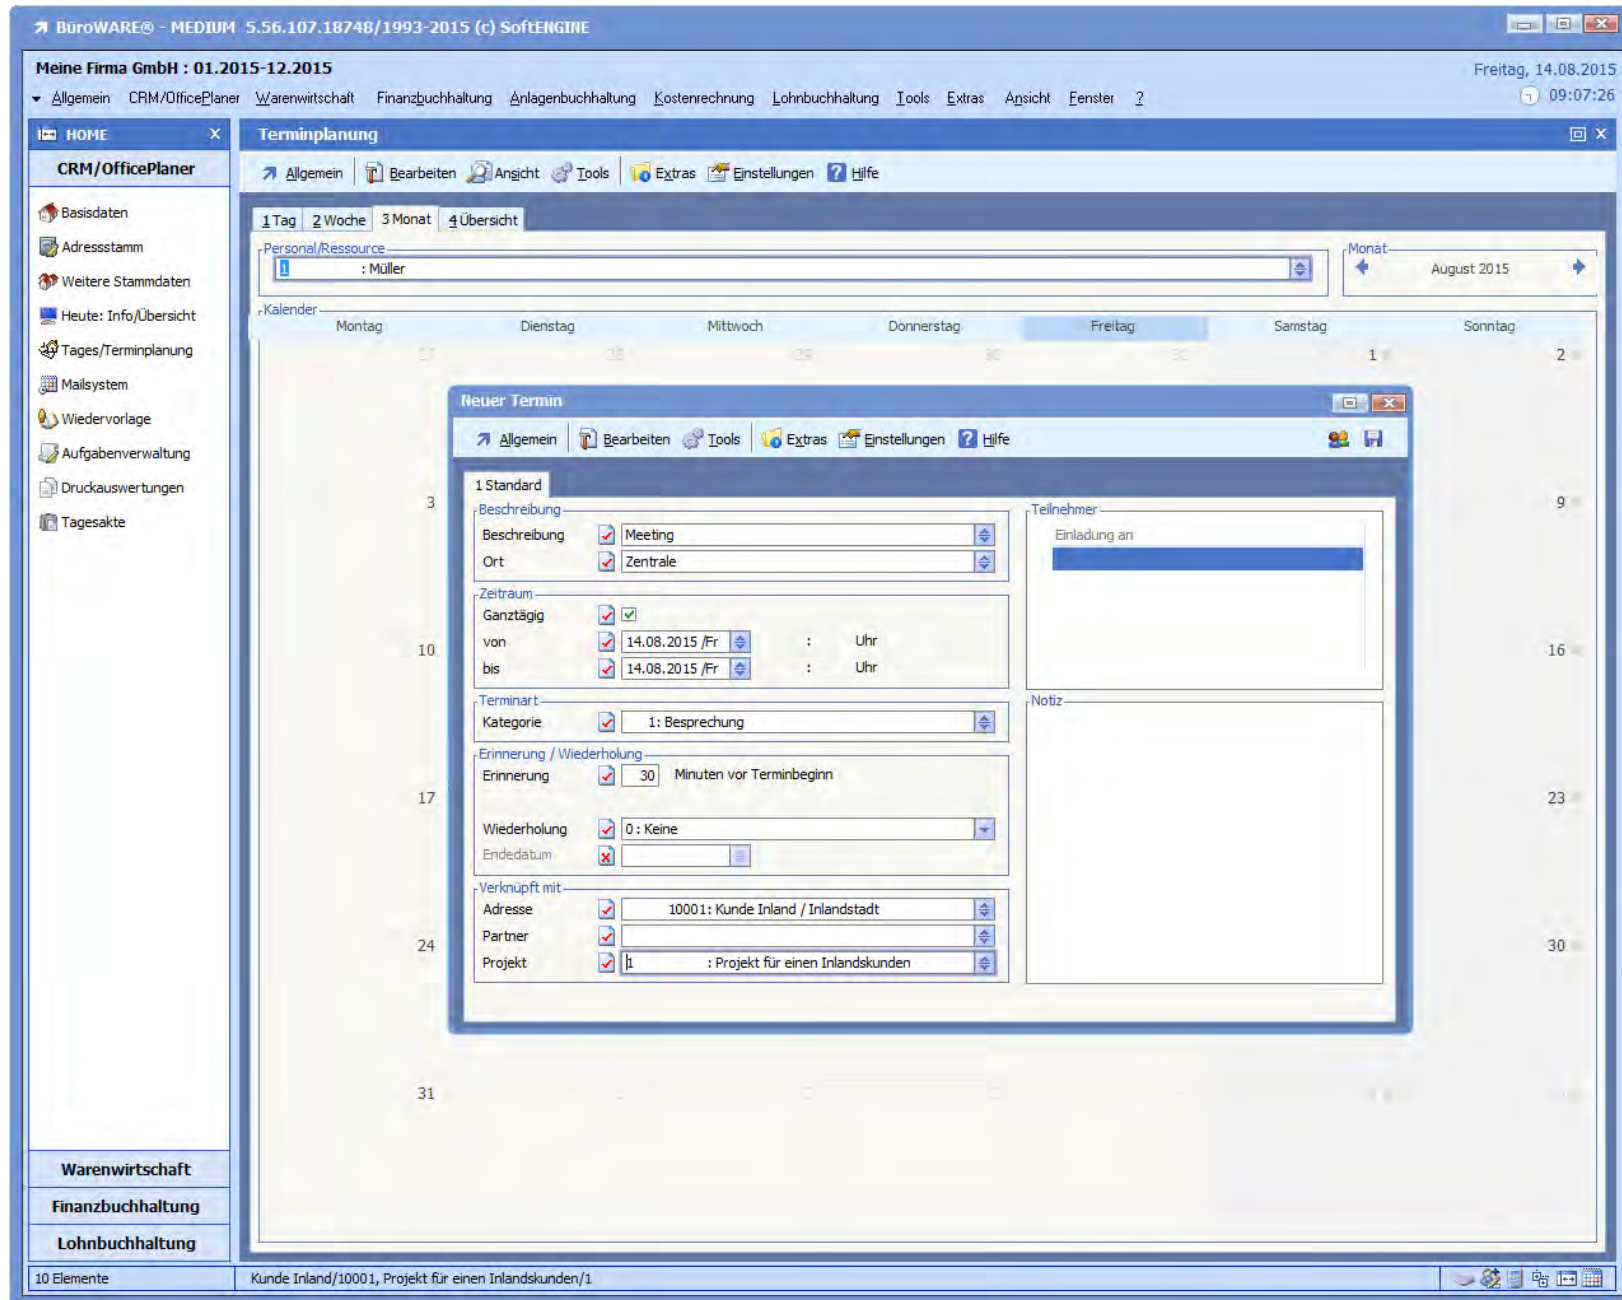 BüroWARE® - MEDIUM 5.56.107.18748/1993-2015 (c) SoftENGINE
Meine Firma GmbH : 01.2015-12.2015
Freitag, 14.08.2015
Allgemein CRM/OfficePlaner Warenwirtschaft Finanzbuchhaltung Anlagenbuchhaltung Kostenrechnung Lohnbuchhaltung Tools Extras Ansicht Fenster ?
09:07:26
HOME X
Terminplanung
CRM/OfficePlaner
Allgemein Bearbeiten Ansicht Tools Extras Einstellungen Hilfe
Basisdaten
Adressstamm
Weitere Stammdaten
Heute: Info/Übersicht
Tages/Terminplanung
Mailsystem
Wiedervorlage
Aufgabenverwaltung
Druckauswertungen
Tagesakte
1 Tag 2 Woche 3 Monat 4 Übersicht
Personal/Ressource
1 : Müller
Monat
August 2015
Kalender
Montag Dienstag Mittwoch Donnerstag Freitag Samstag Sonntag
1 2
3 9
10 16
17 23
24 30
31
Neuer Termin
Allgemein Bearbeiten Tools Extras Einstellungen Hilfe
1 Standard
Beschreibung
Beschreibung Meeting
Ort Zentrale
Zeitraum
Ganztägig
von 14.08.2015 /Fr : Uhr
bis 14.08.2015 /Fr : Uhr
Terminart
Kategorie 1: Besprechung
Erinnerung / Wiederholung
Erinnerung 30 Minuten vor Terminbeginn
Wiederholung 0 : Keine
Endedatum
Verknüpft mit
Adresse 10001: Kunde Inland / Inlandstadt
Partner
Projekt 1 : Projekt für einen Inlandskunden
Teilnehmer
Einladung an
Notiz
Warenwirtschaft
Finanzbuchhaltung
Lohnbuchhaltung
10 Elemente
Kunde Inland/10001, Projekt für einen Inlandskunden/1